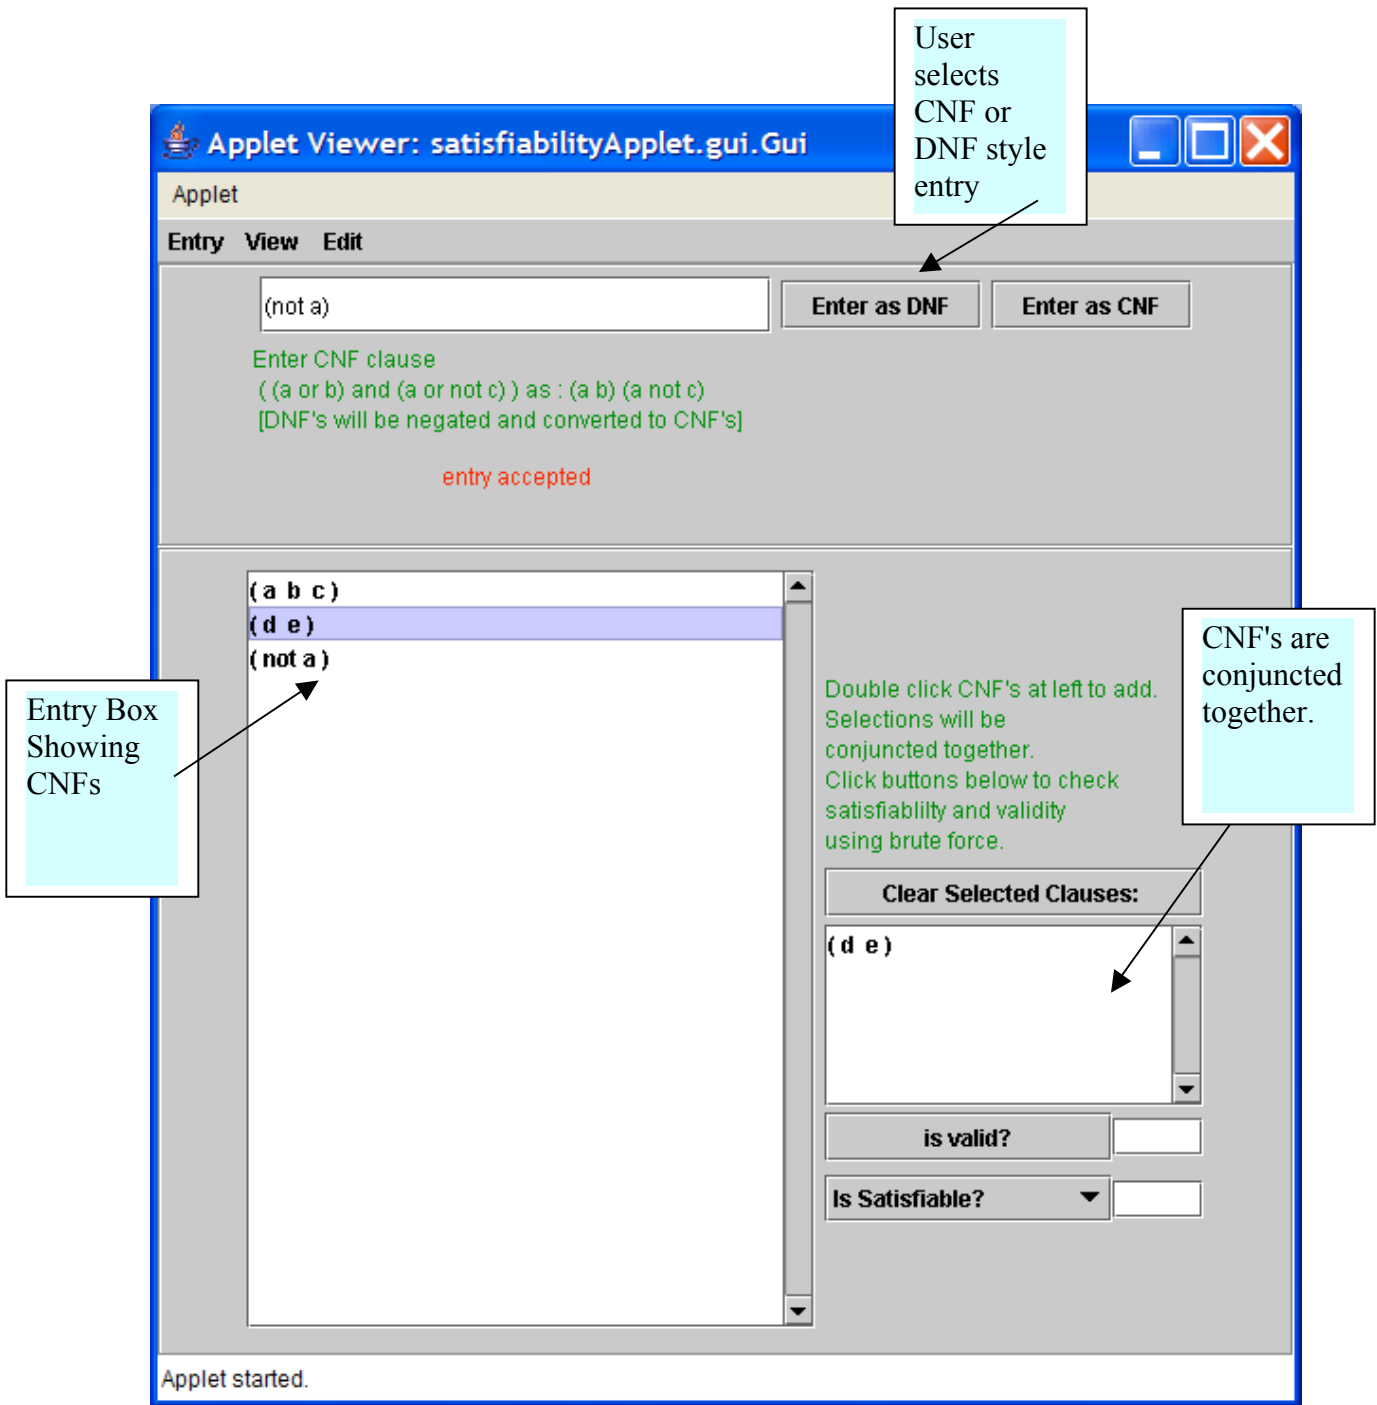 User
selects
CNF or
DNF style
entry
Applet Viewer: satisfiabilityApplet.gui.Gui
Applet
Entry View Edit
(not a)
Enter as DNF
Enter as CNF
Enter CNF clause
( (a or b) and (a or not c) ) as : (a b) (a not c)
[DNF's will be negated and converted to CNF's]
entry accepted
( a b c )
( d e )
( not a )
Entry Box
Showing
CNFs
CNF's are
conjuncted
together.
Double click CNF's at left to add.
Selections will be
conjuncted together.
Click buttons below to check
satisfiablilty and validity
using brute force.
Clear Selected Clauses:
( d e )
is valid?
Is Satisfiable?
Applet started.